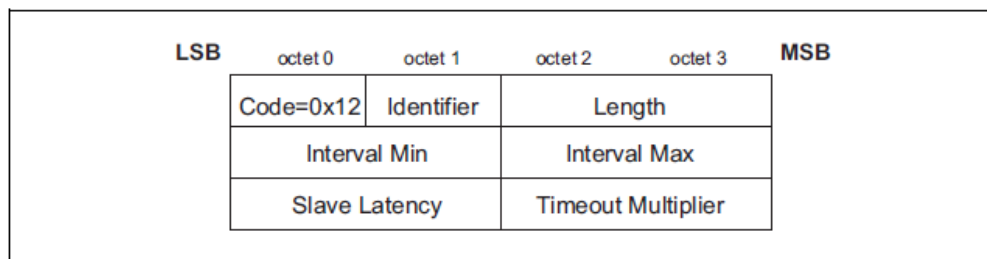 LSB octet 0 octet 1 octet 2 octet 3 MSB
Code=0x12 Identifier Length
Interval Min Interval Max
Slave Latency Timeout Multiplier